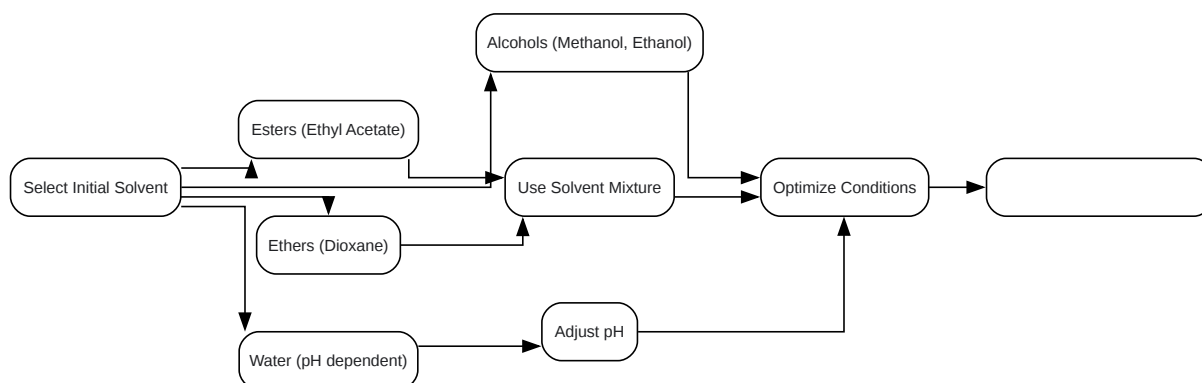 Alcohols (Methanol, Ethanol)
Esters (Ethyl Acetate)
Select Initial Solvent
Use Solvent Mixture
Optimize Conditions
Ethers (Dioxane)
Adjust pH
Water (pH dependent)